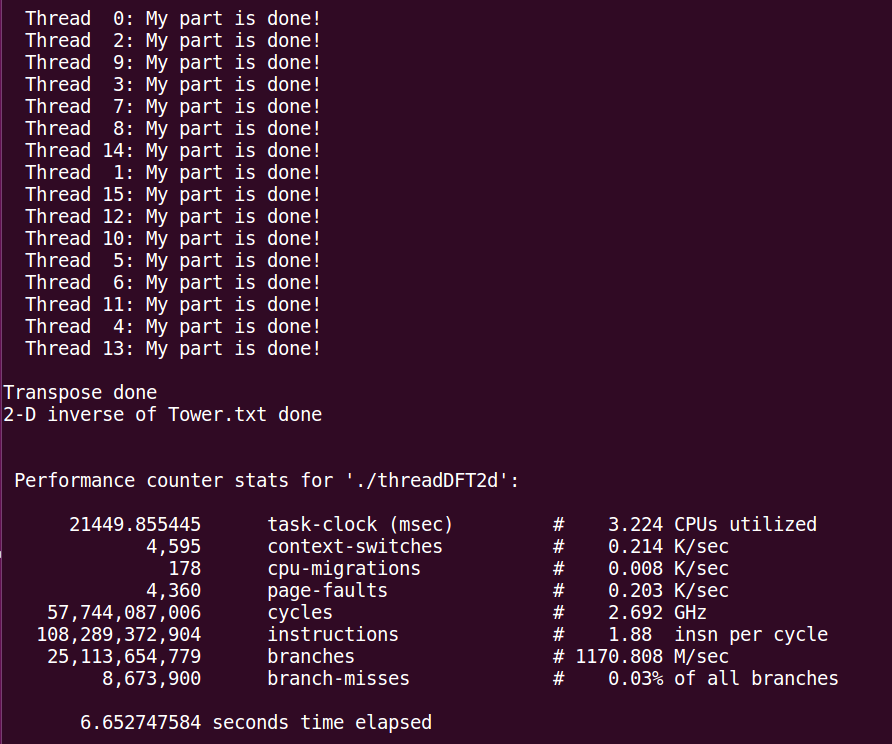 Thread  0: My part is done!
Thread  2: My part is done!
Thread  9: My part is done!
Thread  3: My part is done!
Thread  7: My part is done!
Thread  8: My part is done!
Thread 14: My part is done!
Thread  1: My part is done!
Thread 15: My part is done!
Thread 12: My part is done!
Thread 10: My part is done!
Thread  5: My part is done!
Thread  6: My part is done!
Thread 11: My part is done!
Thread  4: My part is done!
Thread 13: My part is done!
Transpose done
2-D inverse of Tower.txt done
Performance counter stats for './threadDFT2d':
21449.855445      task-clock (msec)         #    3.224 CPUs utilized
4,595      context-switches          #    0.214 K/sec
178      cpu-migrations            #    0.008 K/sec
4,360      page-faults               #    0.203 K/sec
57,744,087,006      cycles                    #    2.692 GHz
108,289,372,904      instructions              #    1.88  insn per cycle
25,113,654,779      branches                  # 1170.808 M/sec
8,673,900      branch-misses             #    0.03% of all branches
6.652747584 seconds time elapsed